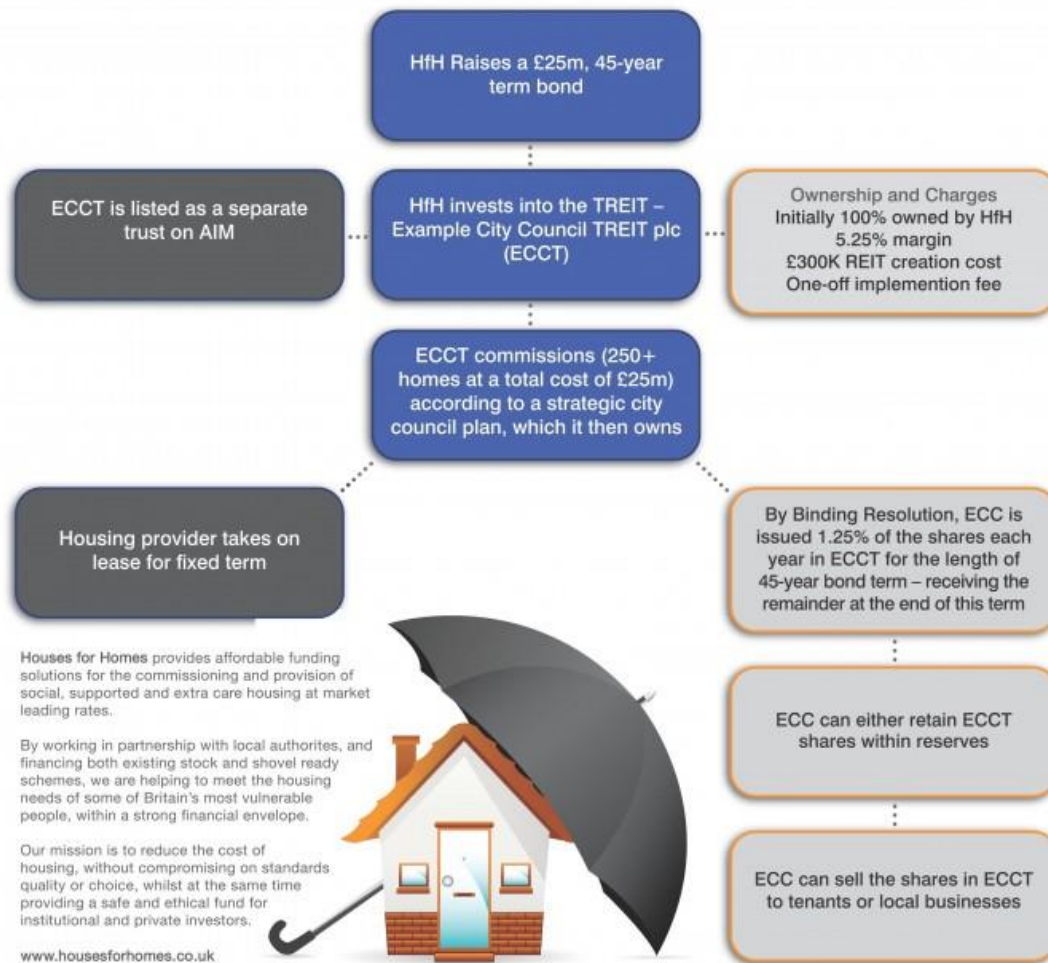 HfH Raises a £25m, 45-year
term bond
ECCT is listed as a separate
trust on AIM
HfH invests into the TREIT –
Example City Council TREIT plc
(ECCT)
Ownership and Charges
Initially 100% owned by HfH
5.25% margin
£300K REIT creation cost
One-off implemention fee
ECCT commissions (250+
homes at a total cost of £25m)
according to a strategic city
council plan, which it then owns
Housing provider takes on
lease for fixed term
By Binding Resolution, ECC is
issued 1.25% of the shares each
year in ECCT for the length of
45-year bond term – receiving the
remainder at the end of this term
Houses for Homes provides affordable funding
solutions for the commissioning and provision of
social, supported and extra care housing at market
leading rates.
By working in partnership with local authorites, and
financing both existing stock and shovel ready
schemes, we are helping to meet the housing
needs of some of Britain's most vulnerable
people, within a strong financial envelope.
Our mission is to reduce the cost of
housing, without compromising on standards
quality or choice, whilst at the same time
providing a safe and ethical fund for
institutional and private investors.
www.housesforhomes.co.uk
ECC can either retain ECCT
shares within reserves
ECC can sell the shares in ECCT
to tenants or local businesses